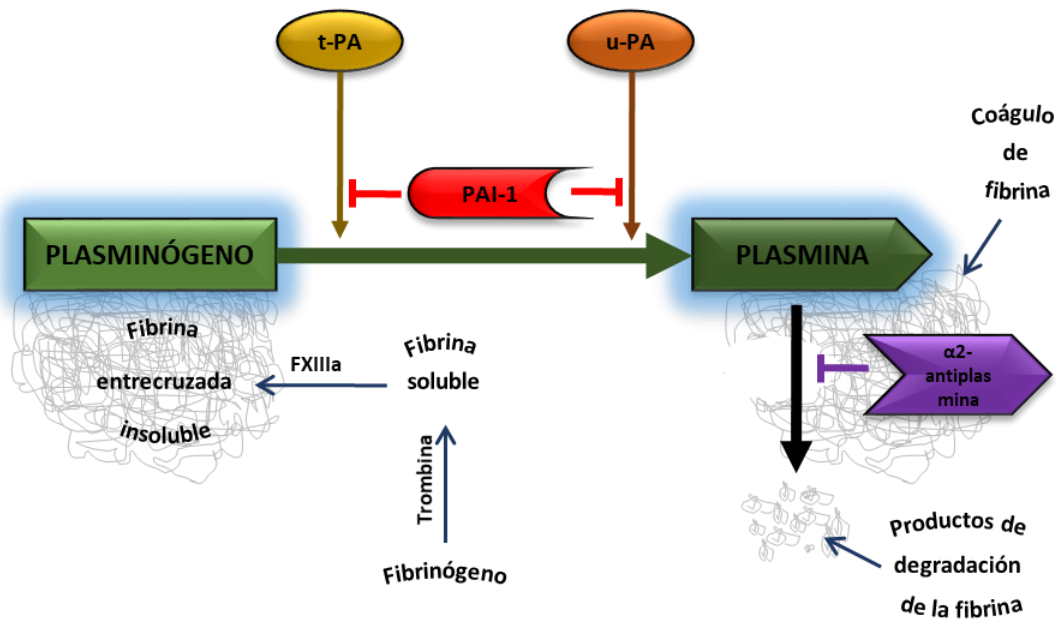 t-PA
u-PA
PAI-1
Coágulo
de
fibrina
PLASMINÓGENO
PLASMINA
Fibrina
entrecruzada
insoluble
FXIIIa
Fibrina
soluble
α2-
antiplas
mina
Trombina
Fibrinógeno
Productos de
degradación
de la fibrina